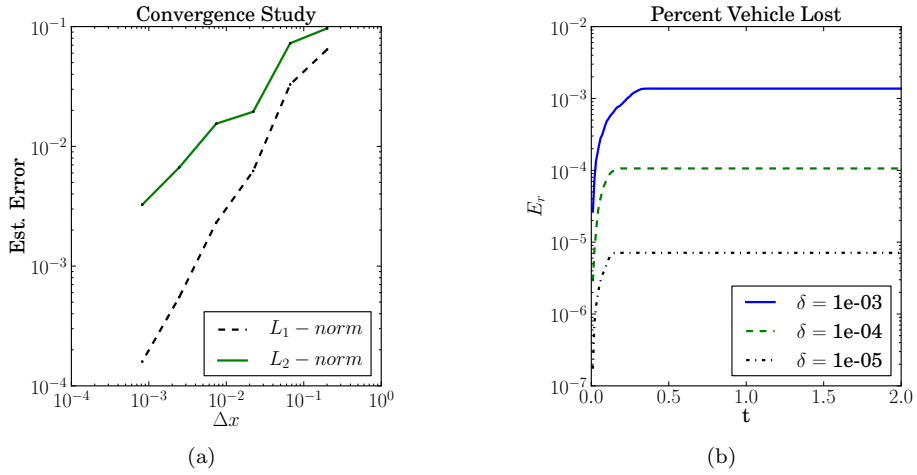 Convergence Study
10^{-1}
10^{-2}
10^{-3}
10^{-4}
Est. Error
10^{-4}
10^{-3}
10^{-2}
10^{-1}
10^{0}
Δx
L_1 − norm
L_2 − norm
(a)
Percent Vehicle Lost
10^{-2}
10^{-3}
10^{-4}
10^{-5}
10^{-6}
10^{-7}
E_r
0.0
0.5
1.0
1.5
2.0
t
δ = 1e-03
δ = 1e-04
δ = 1e-05
(b)